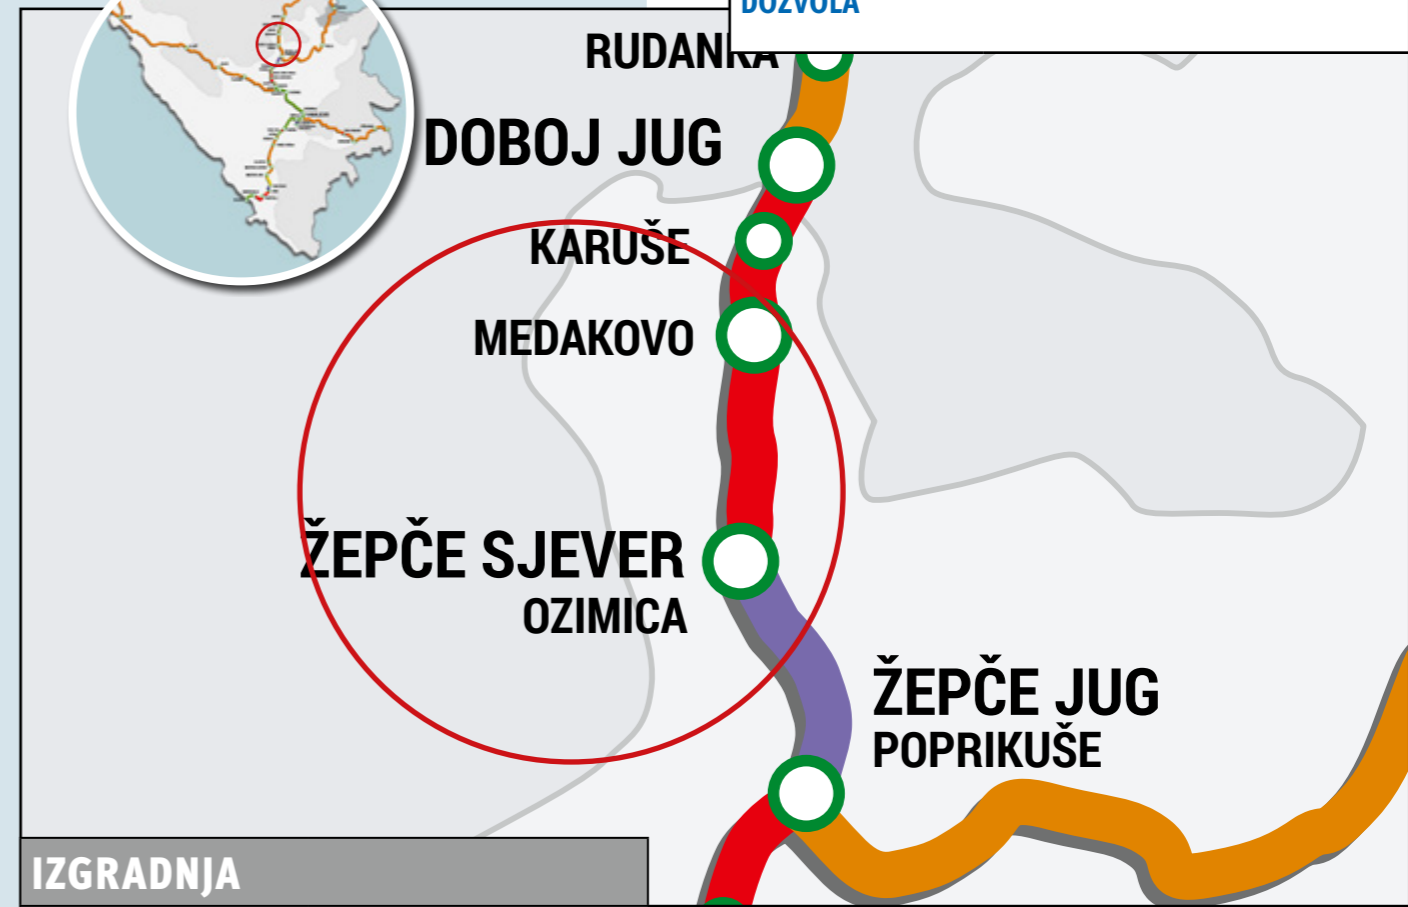 DOZVOLA
RUDANKA
DOBOJ JUG
KARUŠE
MEDAKOVO
ŽEPČE SJEVER
OZIMICA
ŽEPČE JUG
POPRIKUŠE
IZGRADNJA